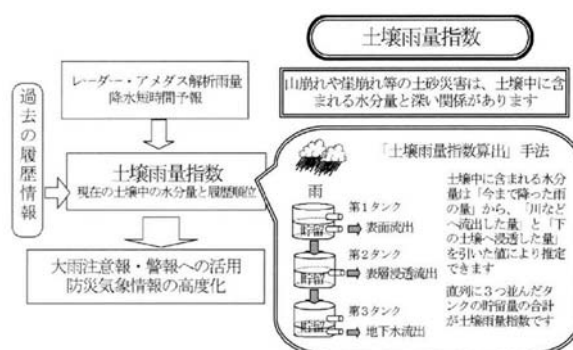 土壌雨量指数
レーダー・アメダス解析雨量
降水短時間予報
山崩れや崖崩れ等の土砂災害は、土壌中に含
まれる水分量と深い関係があります
過去の履歴情報
土壌雨量指数
現在の土壌中の水分量と履歴順位
大雨注意報・警報への活用
防災気象情報の高度化
「土壌雨量指数算出」手法
雨
第1タンク
貯留
表面流出
第2タンク
貯留
表層浸透流出
第3タンク
貯留
地下水流出
土壌中に含まれる水分
量は「今まで降った雨
の量」から、「川など
へ流出した量」と「下
の土壌へ浸透した量」
を引いた値により推定
できます
直列に3つ並んだタ
ンクの貯留量の合計
が土壌雨量指数です